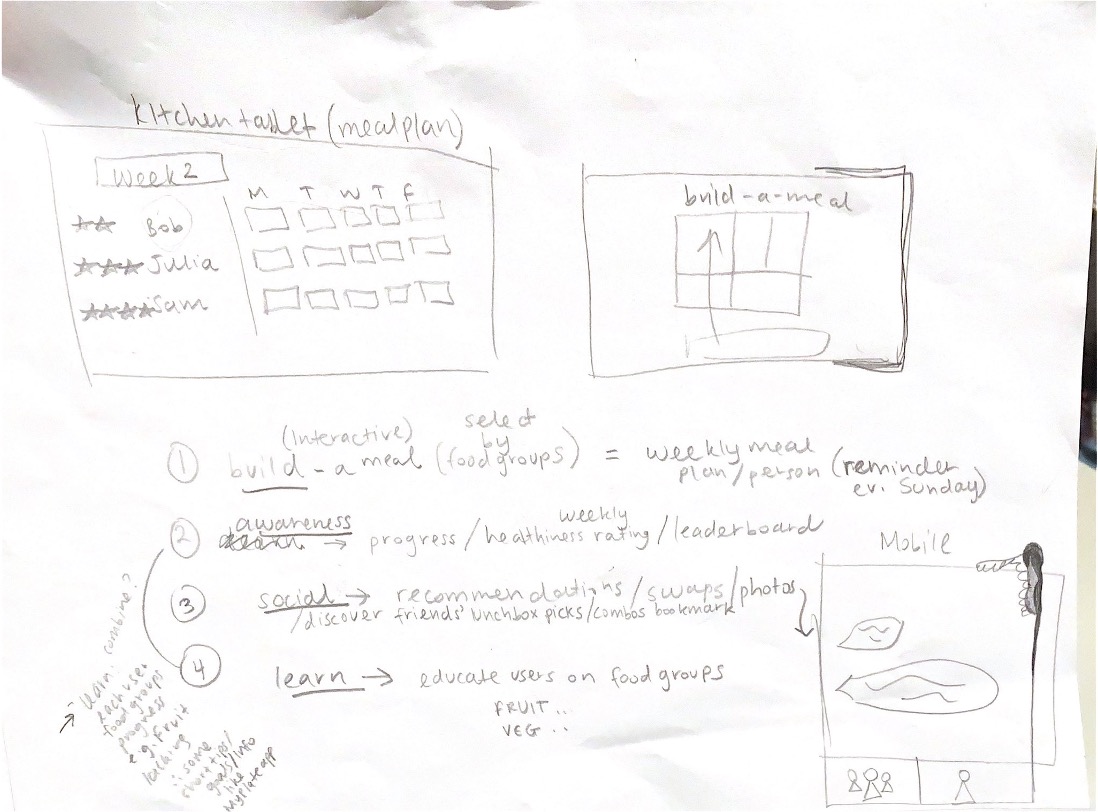 Kitchen tablet (mealplan)
Week 2
M T W T F
Bob
Julia
Sam
build-a-meal
1 build-a meal (Interactive) (select by food groups) = weekly meal plan/person (reminder ev. Sunday)
2 awareness → progress/healthiness weekly rating/leaderboard
3 social → recommendations/swaps/photos
/discover friends' lunchbox picks/combos bookmark
4 learn → educate users on food groups
FRUIT ..
VEG ..
combine?
learn:
each user
food groups
progress
e.g. Fruit
lacking
∴ some
short tips/
goals/info
like
Myplate app
Mobile